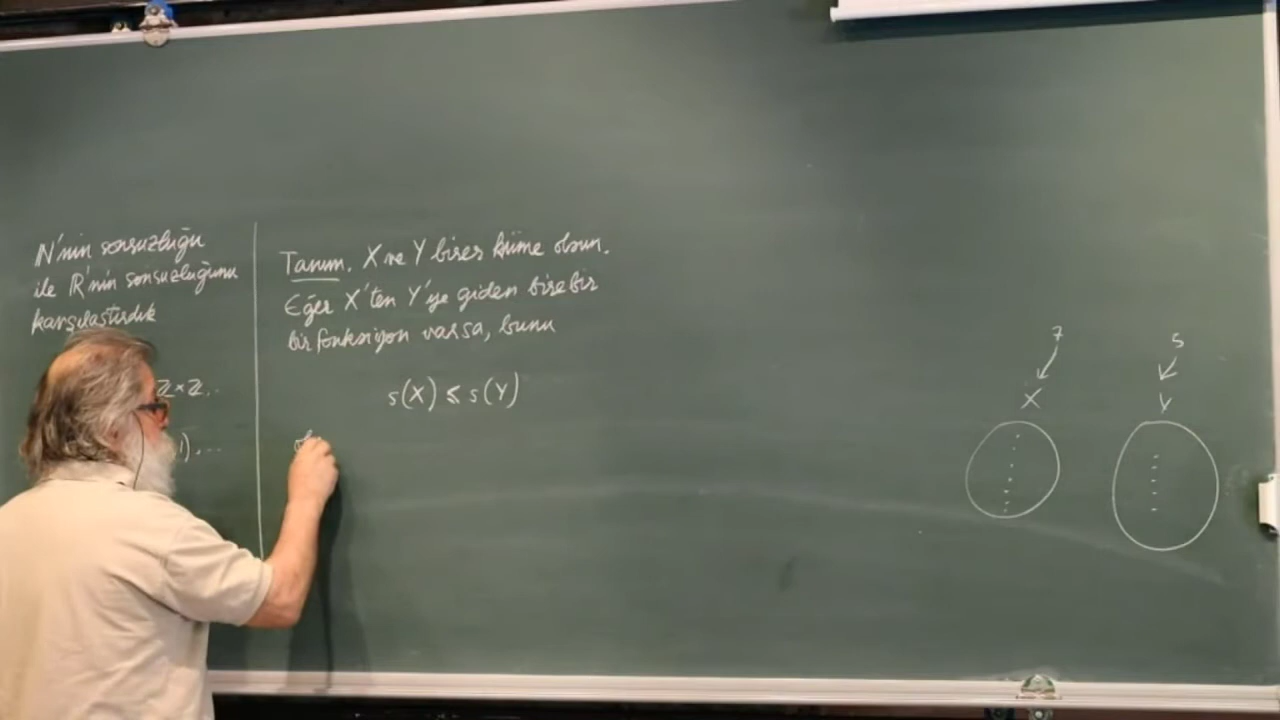 N'nin sonsuzluğu
ile R'nin sonsuzluğunu
karşılaştırdık
Z×Z...
1),...
Tanım. X ve Y birer küme olsun.
Eğer X'ten Y'ye giden birebir
bir fonksiyon varsa, bunu
s(X) ≤ s(Y)
7
X
5
Y